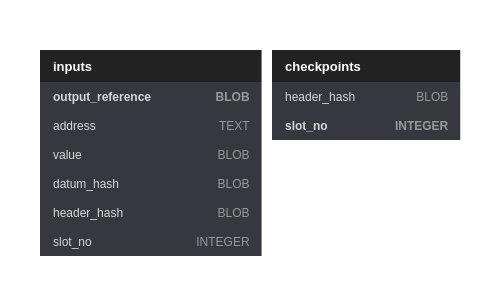 inputs
output_reference BLOB
address TEXT
value BLOB
datum_hash BLOB
header_hash BLOB
slot_no INTEGER
checkpoints
header_hash BLOB
slot_no INTEGER